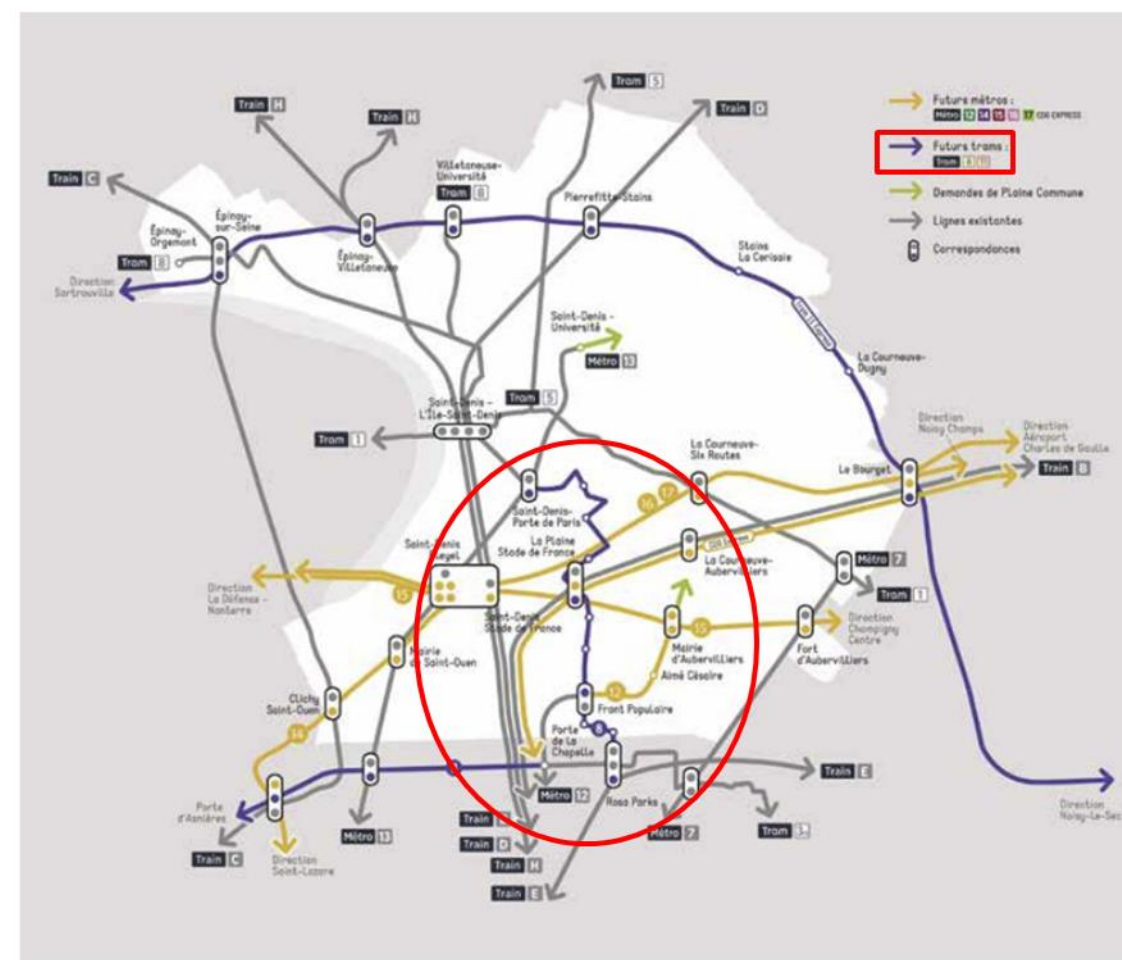 Train H
Train H
Tram 5
Train D
Train C
Villetaneuse-
Université
Tram 8
Pierrefitte-Stains
Épinay-
sur-Seine
Épinay-
Orgemont
Tram 8
Direction
Sartrouville
Épinay-
Villetaneuse
Stains
La Cerisaie
Tram 11 Express
La Courneuve-
Dugny
Saint-Denis -
Université
Métro 13
Tram 5
Saint-Denis -
L'Île-Saint-Denis
Tram 1
Futurs métros :
Métro 12 14 15 16 17 CDG EXPRESS
Futurs trams :
Tram 8 11
Demandes de Plaine Commune
Lignes existantes
Correspondances
Direction
Noisy Champs
Direction
Aéroport
Charles de Gaulle
Train B
Le Bourget
La Courneuve-
Six Routes
16 17
Saint-Denis-
Porte de Paris
La Plaine
Stade de France
CDG Express
La Courneuve-
Aubervilliers
Métro 7
Tram 1
Saint-Denis
Direction
La Défense -
Nanterre
15
Saint-Denis
Stade de France
15
Mairie
d'Aubervilliers
Fort
d'Aubervilliers
Direction
Champigny
Centre
Mairie
de Saint-Ouen
Aimé Césaire
12
Front Populaire
Clichy
Saint-Ouen
14
Porte
de la
Chapelle
8
Rosa Parks
Train E
Métro 12
Porte
d'Asnières
Train C
Direction
Saint-Lazare
Métro 13
Train
Train D
Train H
Train E
Métro 7
Tram 3
Direction
Noisy-le-Sec